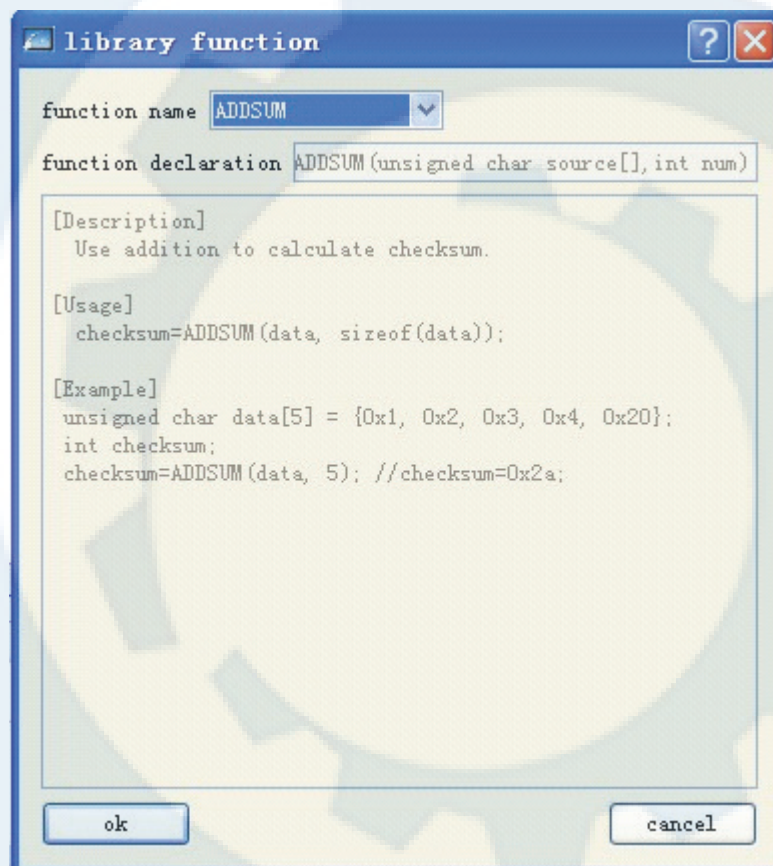 library function
function name ADDSUM
function declaration ADDSUM(unsigned char source[],int num)
[Description]
Use addition to calculate checksum.
[Usage]
checksum=ADDSUM(data, sizeof(data));
[Example]
unsigned char data[5] = {0x1, 0x2, 0x3, 0x4, 0x20};
int checksum;
checksum=ADDSUM(data, 5); //checksum=0x2a;
ok cancel